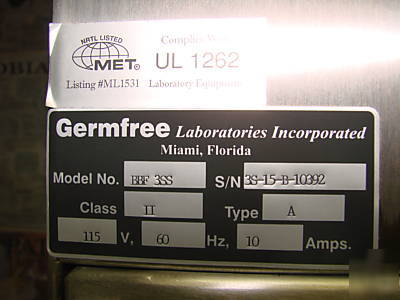 NRTL LISTED
MET®
Complies With
UL 1262
Listing #ML1531 Laboratory Equipment
Germfree Laboratories Incorporated
Miami, Florida
Model No. BBF 3SS S/N 3S-15-B-10392
Class II Type A
115 V, 60 Hz, 10 Amps.